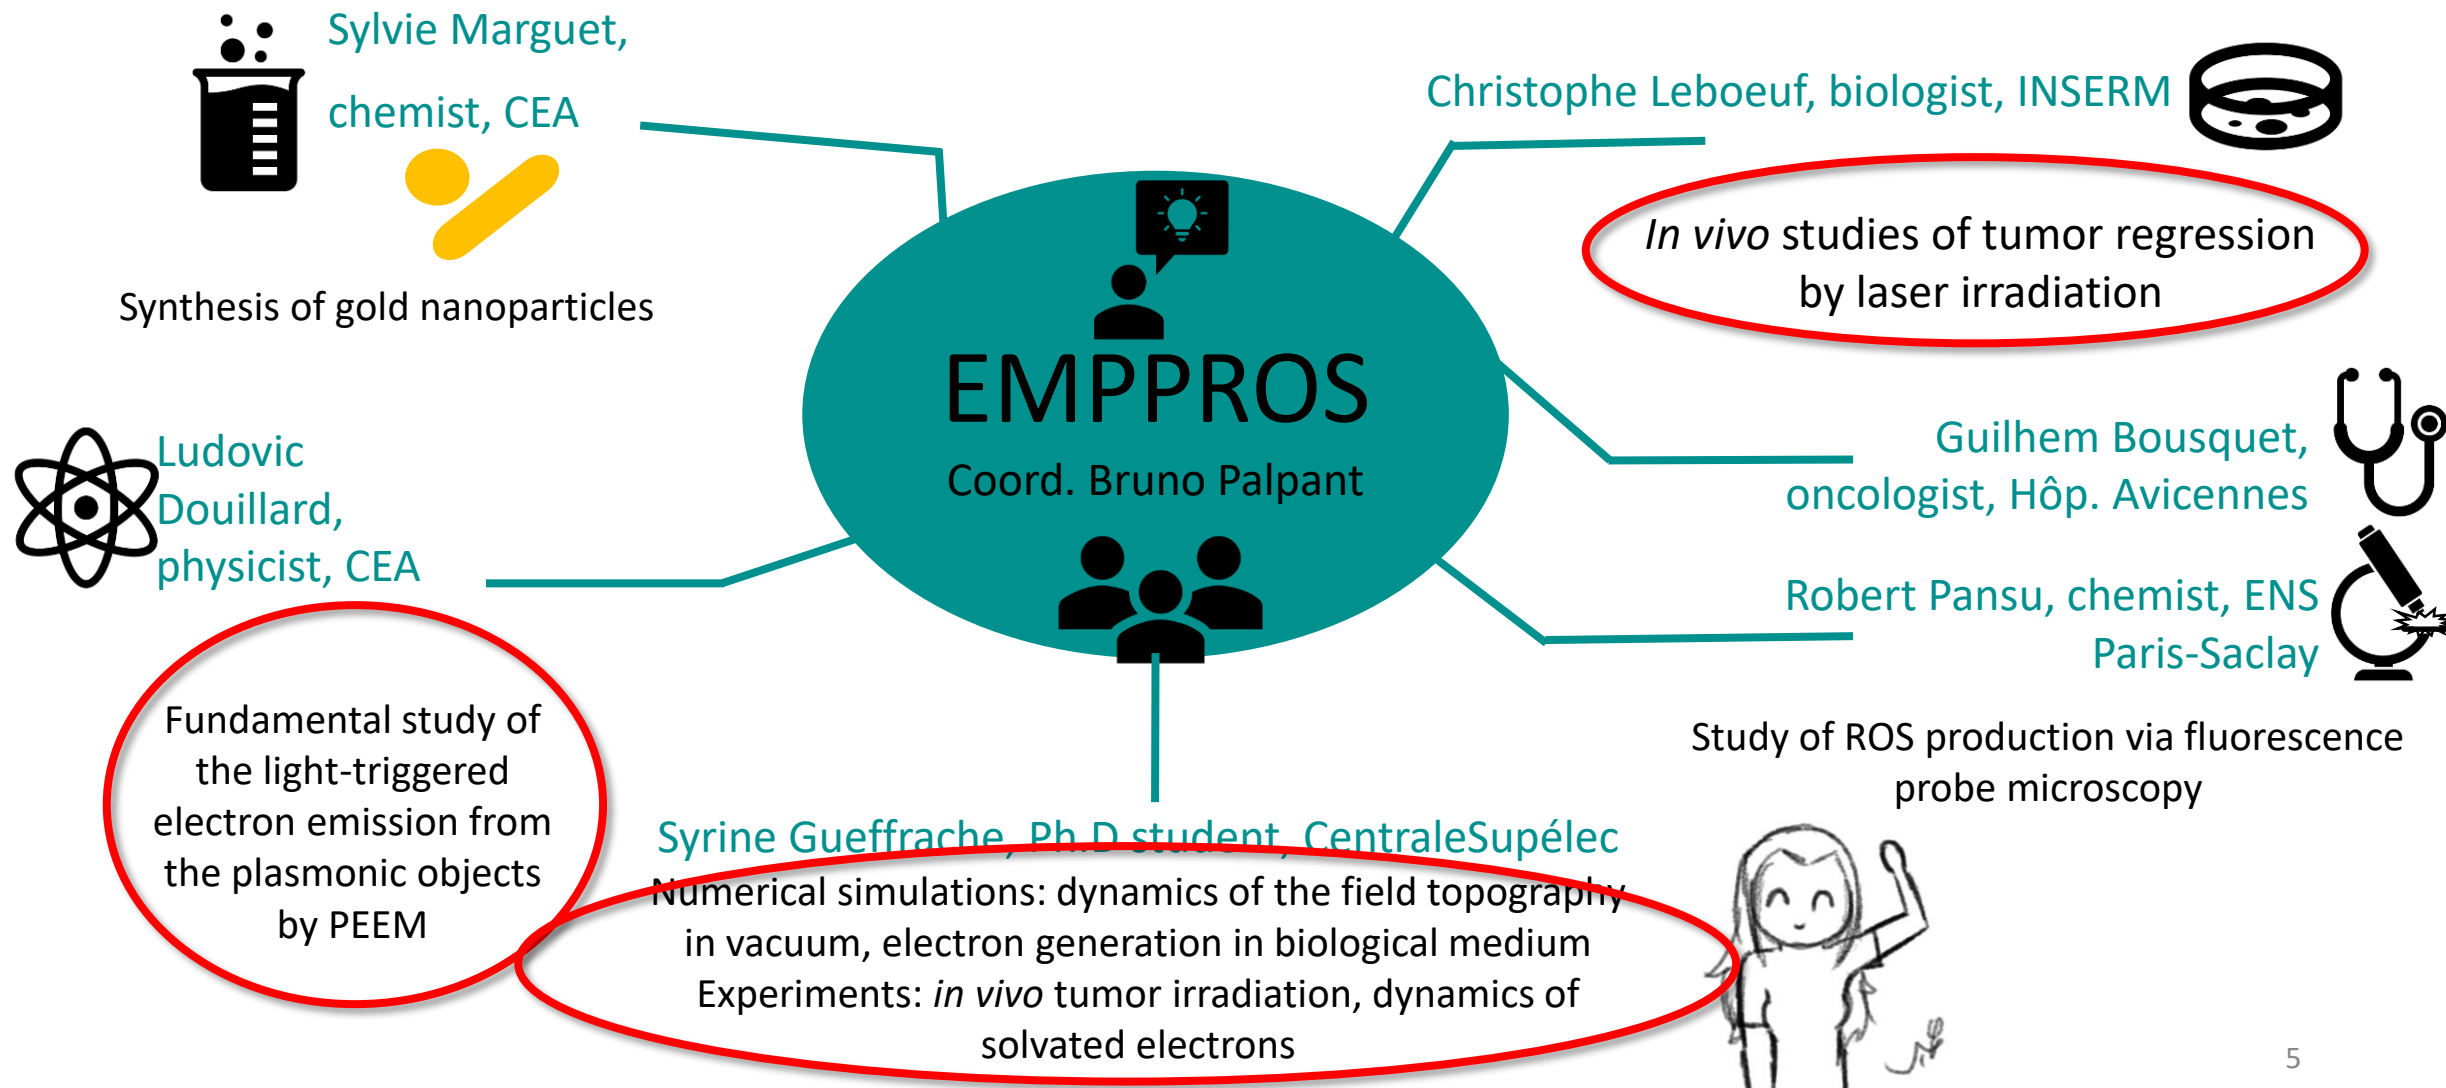 Sylvie Marguet,
chemist, CEA
Synthesis of gold nanoparticles
Christophe Leboeuf, biologist, INSERM
In vivo studies of tumor regression
by laser irradiation
EMPPROS
Coord. Bruno Palpant
Ludovic
Douillard,
physicist, CEA
Fundamental study of
the light-triggered
electron emission from
the plasmonic objects
by PEEM
Guilhem Bousquet,
oncologist, Hôp. Avicennes
Robert Pansu, chemist, ENS
Paris-Saclay
Study of ROS production via fluorescence
probe microscopy
Syrine Gueffrache, Ph.D student, CentraleSupélec
Numerical simulations: dynamics of the field topography
in vacuum, electron generation in biological medium
Experiments: in vivo tumor irradiation, dynamics of
solvated electrons
5